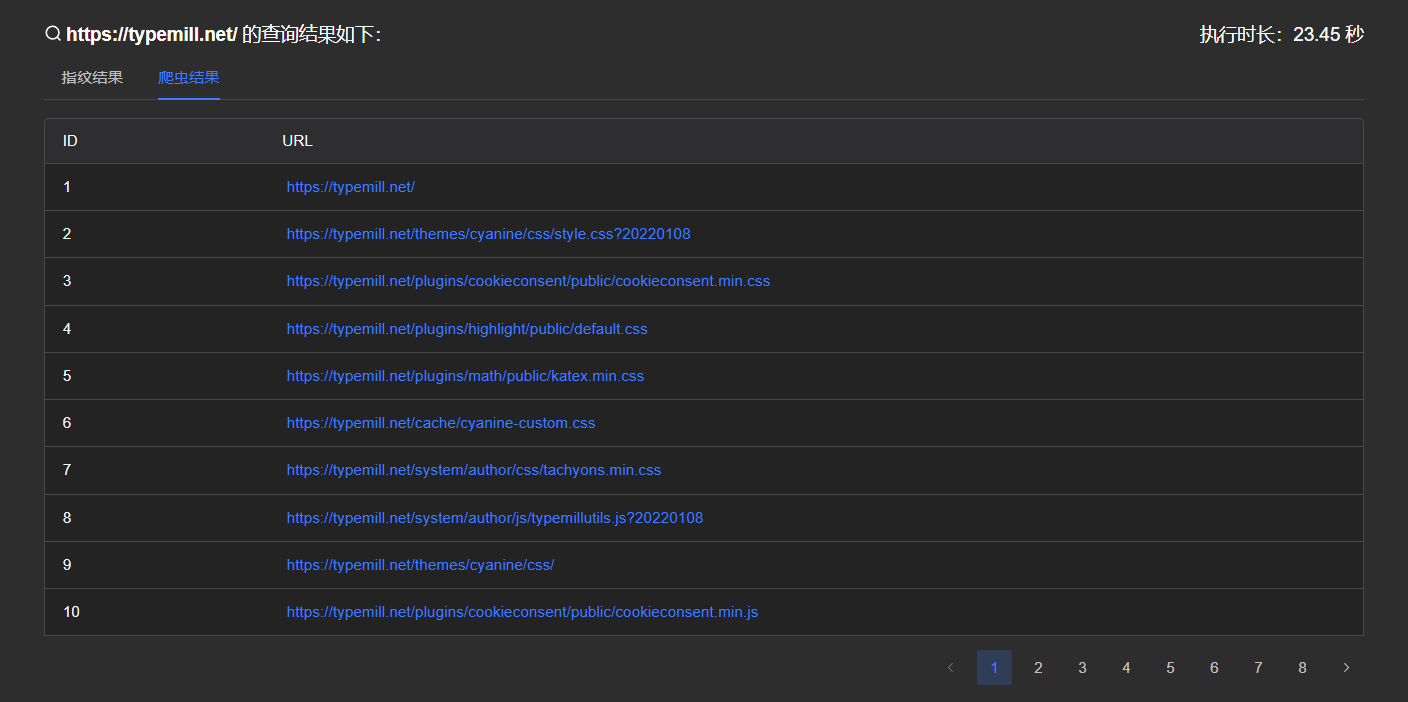 https://typemill.net/ 的查询结果如下： 执行时长：23.45 秒
指纹结果 爬虫结果
ID URL
1 https://typemill.net/
2 https://typemill.net/themes/cyanine/css/style.css?20220108
3 https://typemill.net/plugins/cookieconsent/public/cookieconsent.min.css
4 https://typemill.net/plugins/highlight/public/default.css
5 https://typemill.net/plugins/math/public/katex.min.css
6 https://typemill.net/cache/cyanine-custom.css
7 https://typemill.net/system/author/css/tachyons.min.css
8 https://typemill.net/system/author/js/typemillutils.js?20220108
9 https://typemill.net/themes/cyanine/css/
10 https://typemill.net/plugins/cookieconsent/public/cookieconsent.min.js
1 2 3 4 5 6 7 8